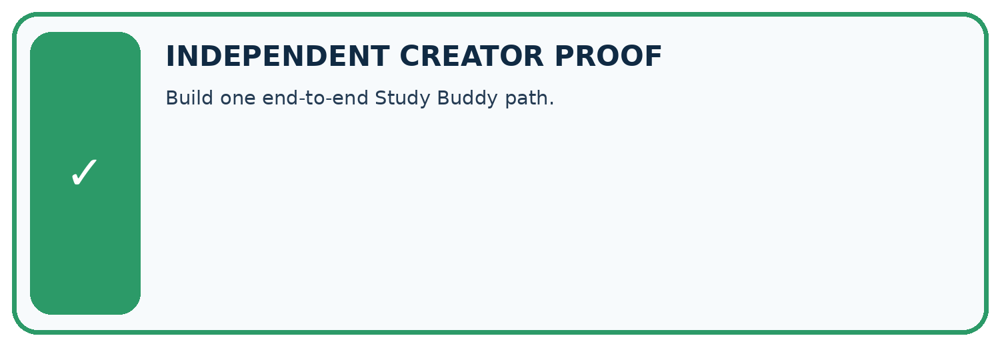 INDEPENDENT CREATOR PROOF
Build one end-to-end Study Buddy path.
✓